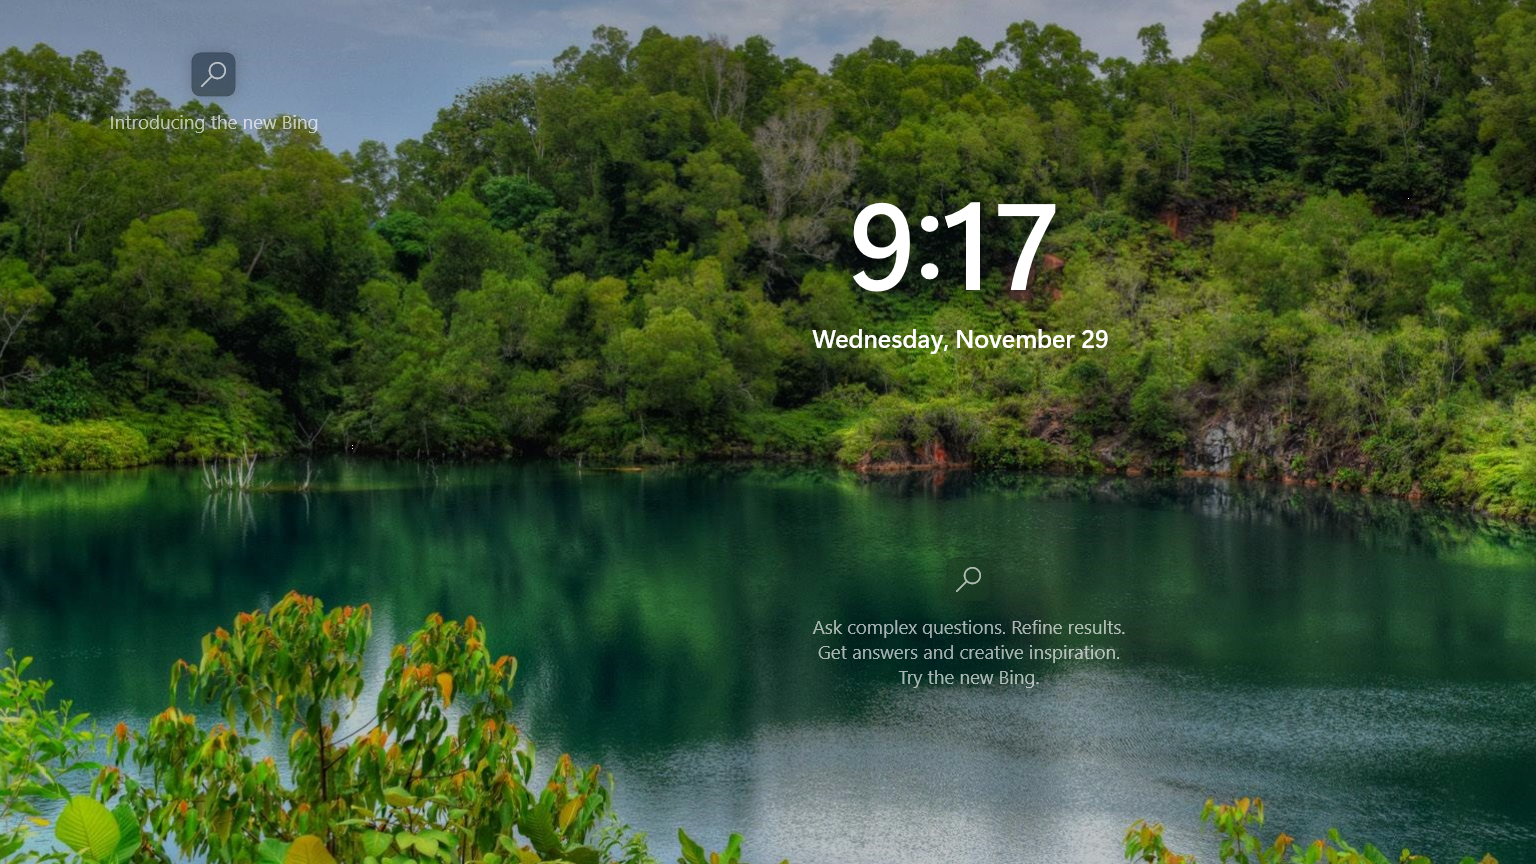 Introducing the new Bing
9:17
Wednesday, November 29
Ask complex questions. Refine results.
Get answers and creative inspiration.
Try the new Bing.